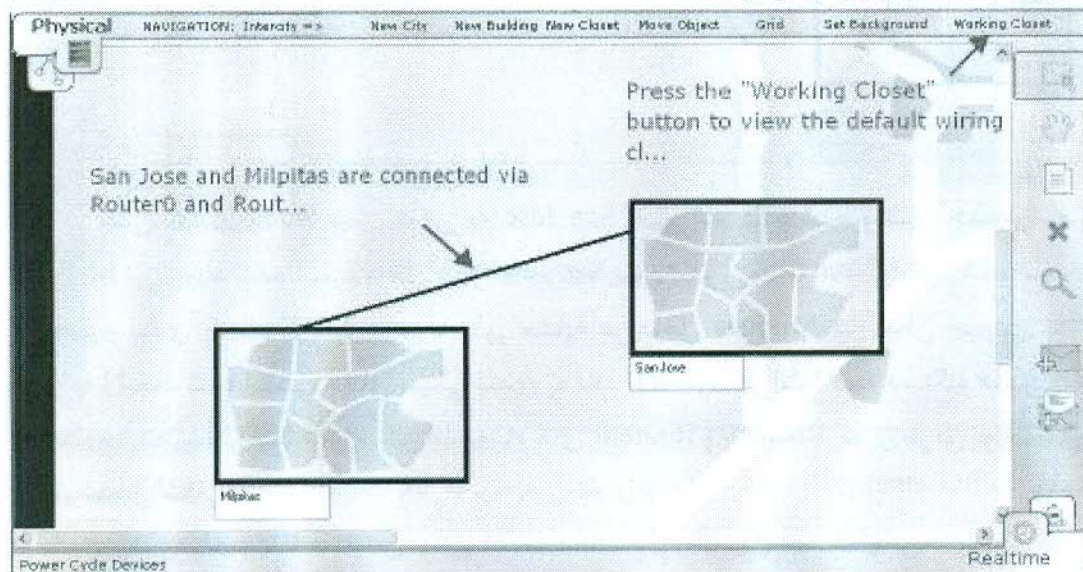 Physical NAVIGATION: Intercity => New City New Building New Closet Move Object Grid Set Background Working Closet
Press the "Working Closet"
button to view the default wiring
cl...
San Jose and Milpitas are connected via
Router0 and Rout...
San Jose
Milpitas
Power Cycle Devices
Realtime